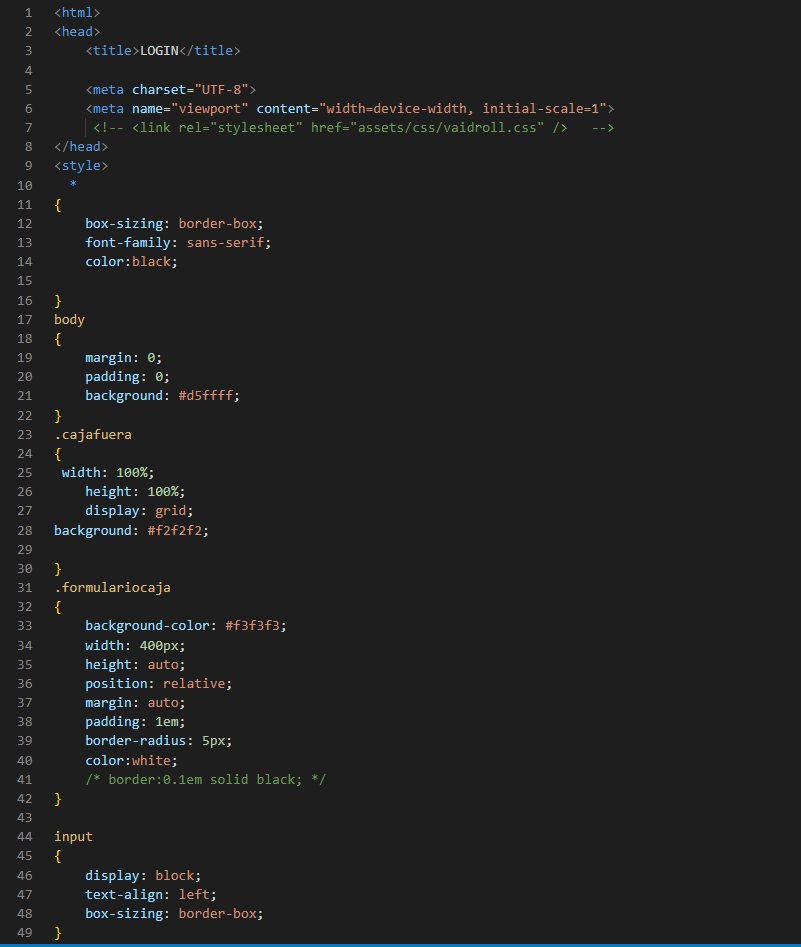 1 <html>
2 <head>
3     <title>LOGIN</title>
4
5     <meta charset="UTF-8">
6     <meta name="viewport" content="width=device-width, initial-scale=1">
7      <!-- <link rel="stylesheet" href="assets/css/vaidroll.css" />   -->
8 </head>
9 <style>
10   *
11 {
12     box-sizing: border-box;
13     font-family: sans-serif;
14     color:black;
15
16 }
17 body
18 {
19     margin: 0;
20     padding: 0;
21     background: #d5ffff;
22 }
23 .cajafuera
24 {
25  width: 100%;
26     height: 100%;
27     display: grid;
28 background: #f2f2f2;
29
30 }
31 .formulariocaja
32 {
33     background-color: #f3f3f3;
34     width: 400px;
35     height: auto;
36     position: relative;
37     margin: auto;
38     padding: 1em;
39     border-radius: 5px;
40     color:white;
41     /* border:0.1em solid black; */
42 }
43
44 input
45 {
46     display: block;
47     text-align: left;
48     box-sizing: border-box;
49 }